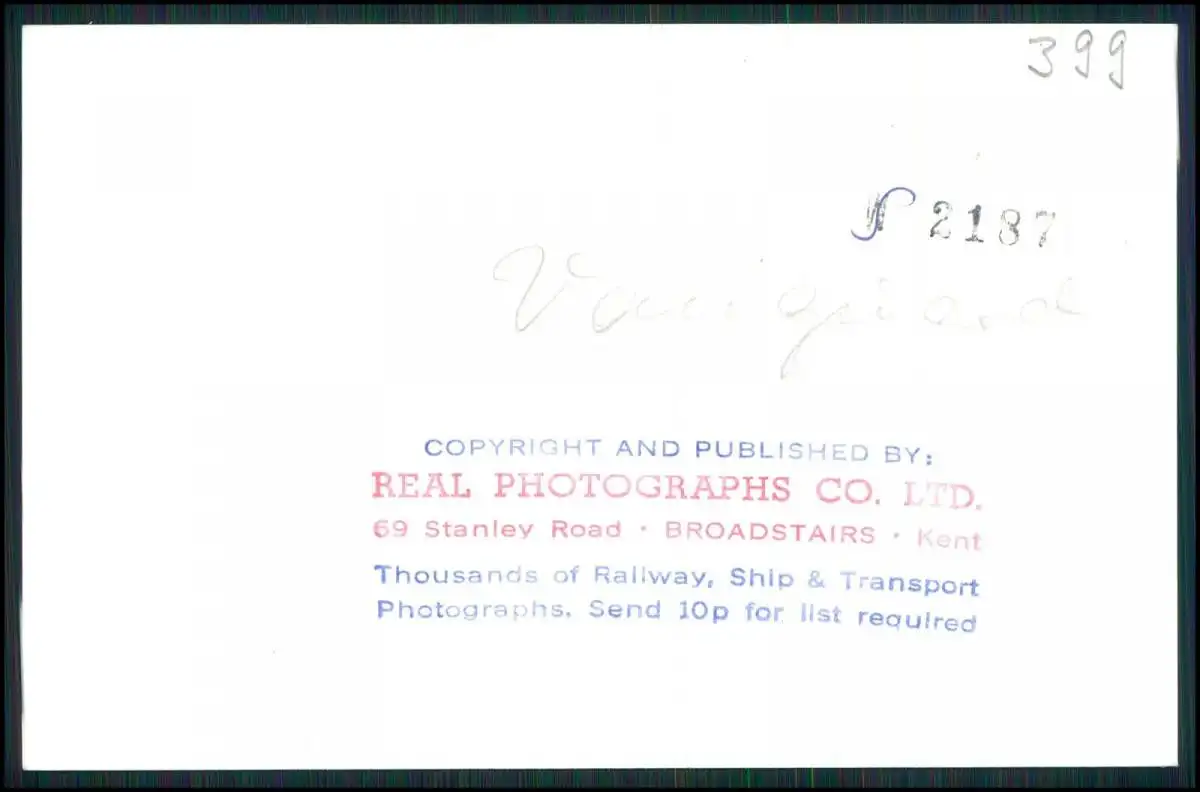 399
2187
Vanguard
COPYRIGHT AND PUBLISHED BY:
REAL PHOTOGRAPHS CO. LTD.
69 Stanley Road · BROADSTAIRS · Kent
Thousands of Railway, Ship & Transport
Photographs. Send 10p for list required